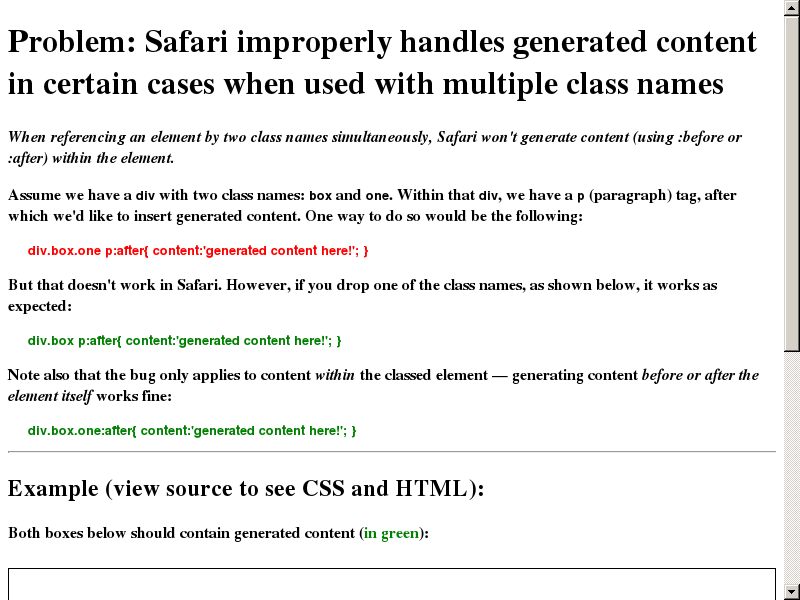 Problem: Safari improperly handles generated content
in certain cases when used with multiple class names
When referencing an element by two class names simultaneously, Safari won't generate content (using :before or
:after) within the element.
Assume we have a div with two class names: box and one. Within that div, we have a p (paragraph) tag, after
which we'd like to insert generated content. One way to do so would be the following:
div.box.one p:after{ content:'generated content here!'; }
But that doesn't work in Safari. However, if you drop one of the class names, as shown below, it works as
expected:
div.box p:after{ content:'generated content here!'; }
Note also that the bug only applies to content within the classed element — generating content before or after the
element itself works fine:
div.box.one:after{ content:'generated content here!'; }
Example (view source to see CSS and HTML):
Both boxes below should contain generated content (in green):